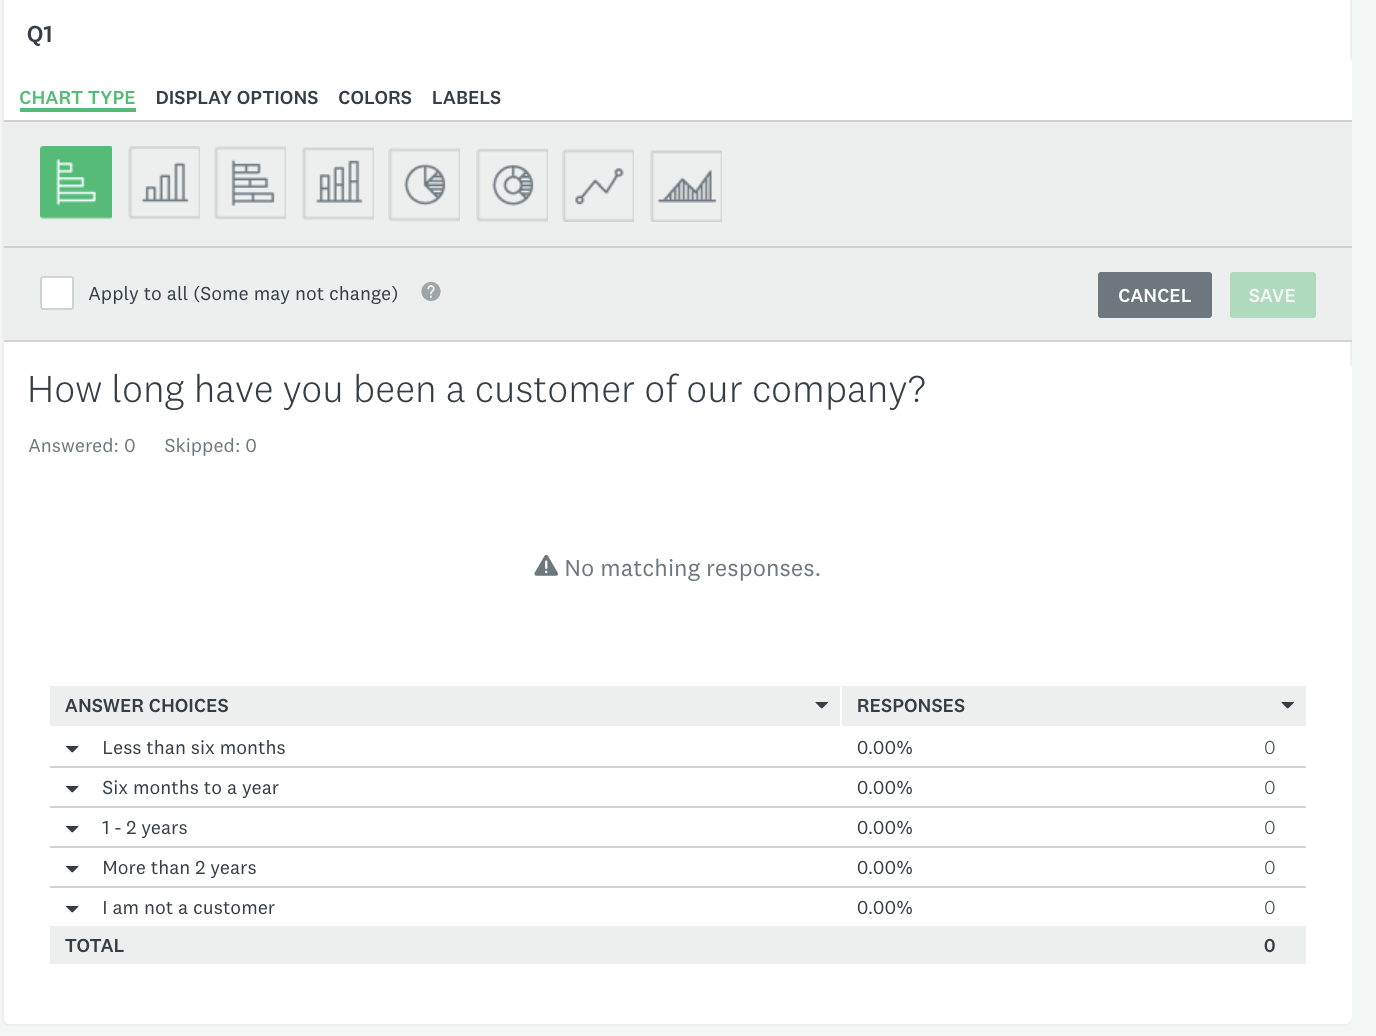 Q1
CHART TYPE DISPLAY OPTIONS COLORS LABELS
Apply to all (Some may not change) ?
CANCEL SAVE
How long have you been a customer of our company?
Answered: 0 Skipped: 0
No matching responses.
ANSWER CHOICES RESPONSES
Less than six months 0.00% 0
Six months to a year 0.00% 0
1 - 2 years 0.00% 0
More than 2 years 0.00% 0
I am not a customer 0.00% 0
TOTAL 0